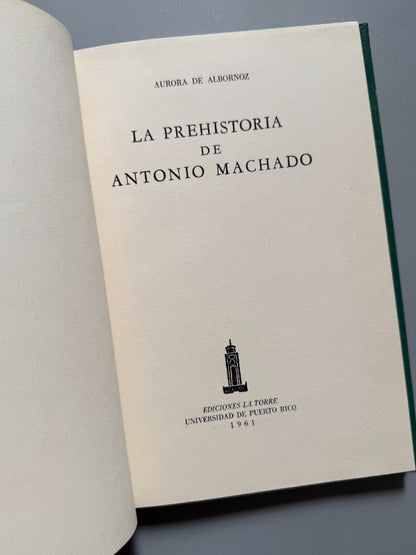 AURORA DE ALBORNOZ
LA PREHISTORIA
DE
ANTONIO MACHADO
EDICIONES LA TORRE
UNIVERSIDAD DE PUERTO RICO
1961